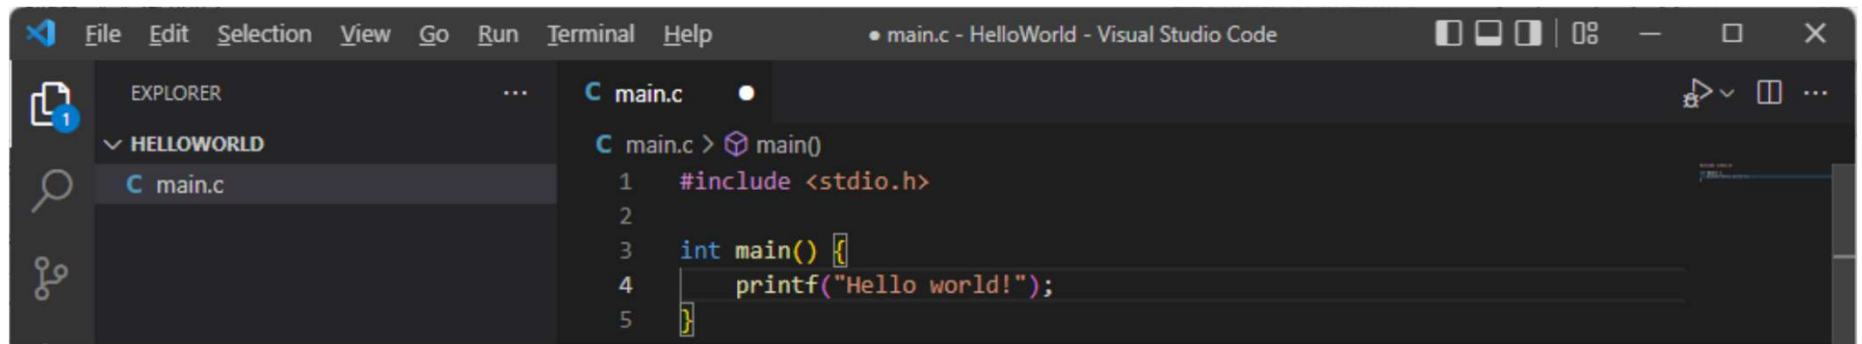 File Edit Selection View Go Run Terminal Help ● main.c - HelloWorld - Visual Studio Code
1
EXPLORER ···
HELLOWORLD
C main.c
C main.c ●
C main.c > main()
1 #include <stdio.h>
2
3 int main() {
4     printf("Hello world!");
5 }